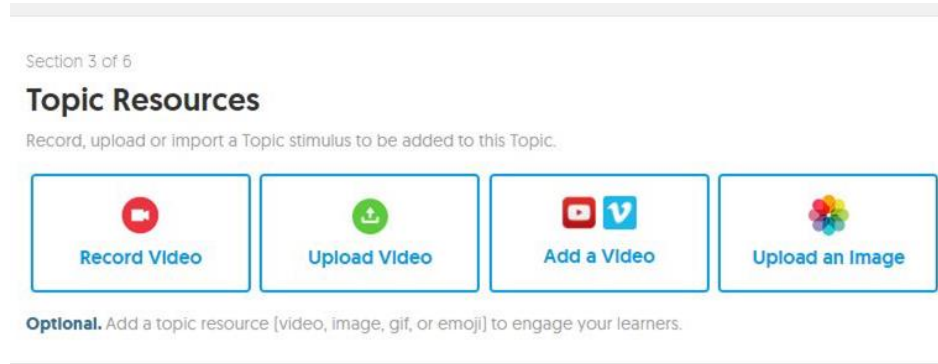 Section 3 of 6
Topic Resources
Record, upload or import a Topic stimulus to be added to this Topic.
Record Video
Upload Video
Add a Video
Upload an Image
Optional. Add a topic resource [video, image, gif, or emoji] to engage your learners.